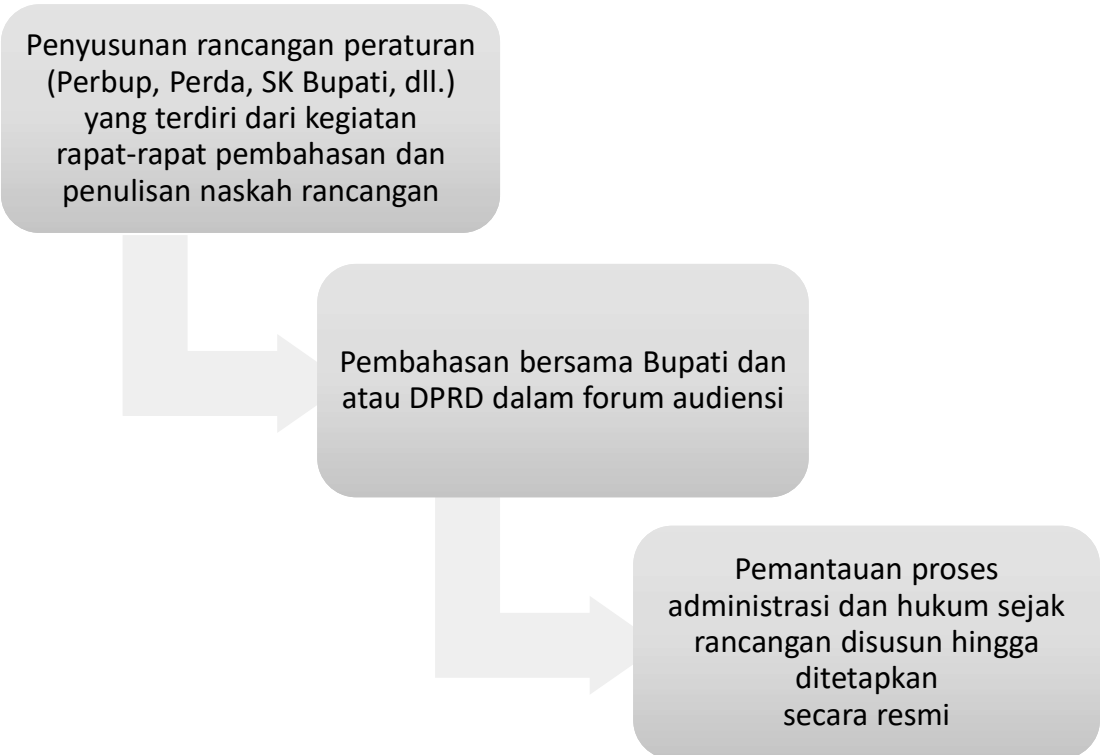 Penyusunan rancangan peraturan
(Perbup, Perda, SK Bupati, dll.)
yang terdiri dari kegiatan
rapat-rapat pembahasan dan
penulisan naskah rancangan
Pembahasan bersama Bupati dan
atau DPRD dalam forum audiensi
Pemantauan proses
administrasi dan hukum sejak
rancangan disusun hingga
ditetapkan
secara resmi